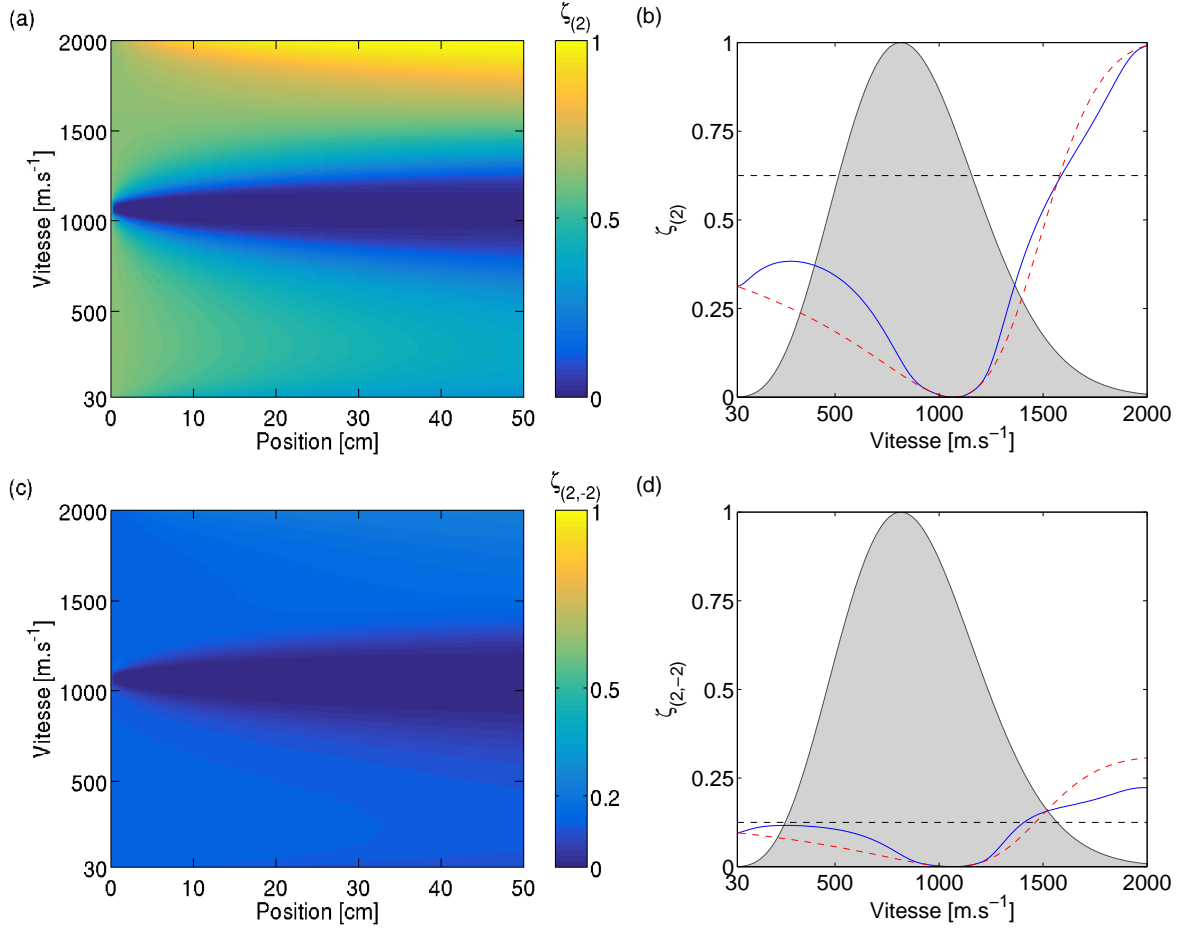 (a)
ζ(2)
2000
1500
1000
500
30
Vitesse [m.s-1]
0 10 20 30 40 50
Position [cm]
1
0.5
0
(b)
1
0.75
0.5
0.25
0
ζ(2)
30 500 1000 1500 2000
Vitesse [m.s−1]
(c)
ζ(2,-2)
2000
1500
1000
500
30
Vitesse [m.s-1]
0 10 20 30 40 50
Position [cm]
1
0.5
0.2
0
(d)
1
0.75
0.5
0.25
0
ζ(2,−2)
30 500 1000 1500 2000
Vitesse [m.s−1]